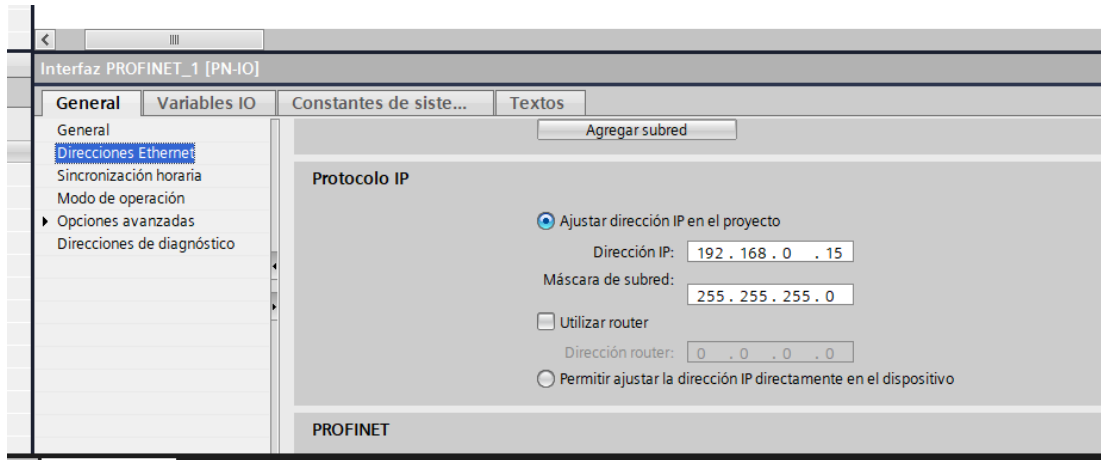 Interfaz PROFINET_1 [PN-IO]
General Variables IO Constantes de siste... Textos
General
Direcciones Ethernet
Sincronización horaria
Modo de operación
Opciones avanzadas
Direcciones de diagnóstico
Agregar subred
Protocolo IP
Ajustar dirección IP en el proyecto
Dirección IP: 192 . 168 . 0 . 15
Máscara de subred:
255 . 255 . 255 . 0
Utilizar router
Dirección router: 0 . 0 . 0 . 0
Permitir ajustar la dirección IP directamente en el dispositivo
PROFINET